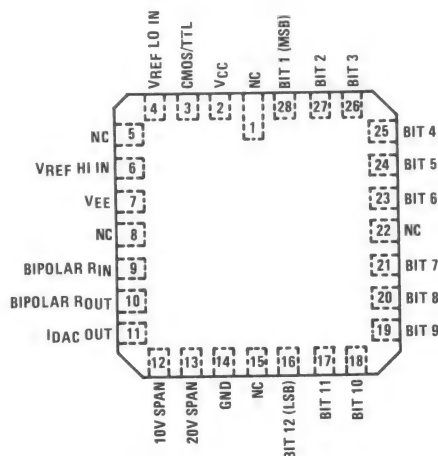 VREF LO IN
CMOS/TTL
VCC
NC
BIT 1 (MSB)
BIT 2
BIT 3
4
3
2
1
28
27
26
NC 5
VREF HI IN 6
VEE 7
NC 8
BIPOLAR RIN 9
BIPOLAR ROUT 10
IDAC OUT 11
25 BIT 4
24 BIT 5
23 BIT 6
22 NC
21 BIT 7
20 BIT 8
19 BIT 9
12
13
14
15
16
17
18
10V SPAN
20V SPAN
GND
NC
BIT 12 (LSB)
BIT 11
BIT 10